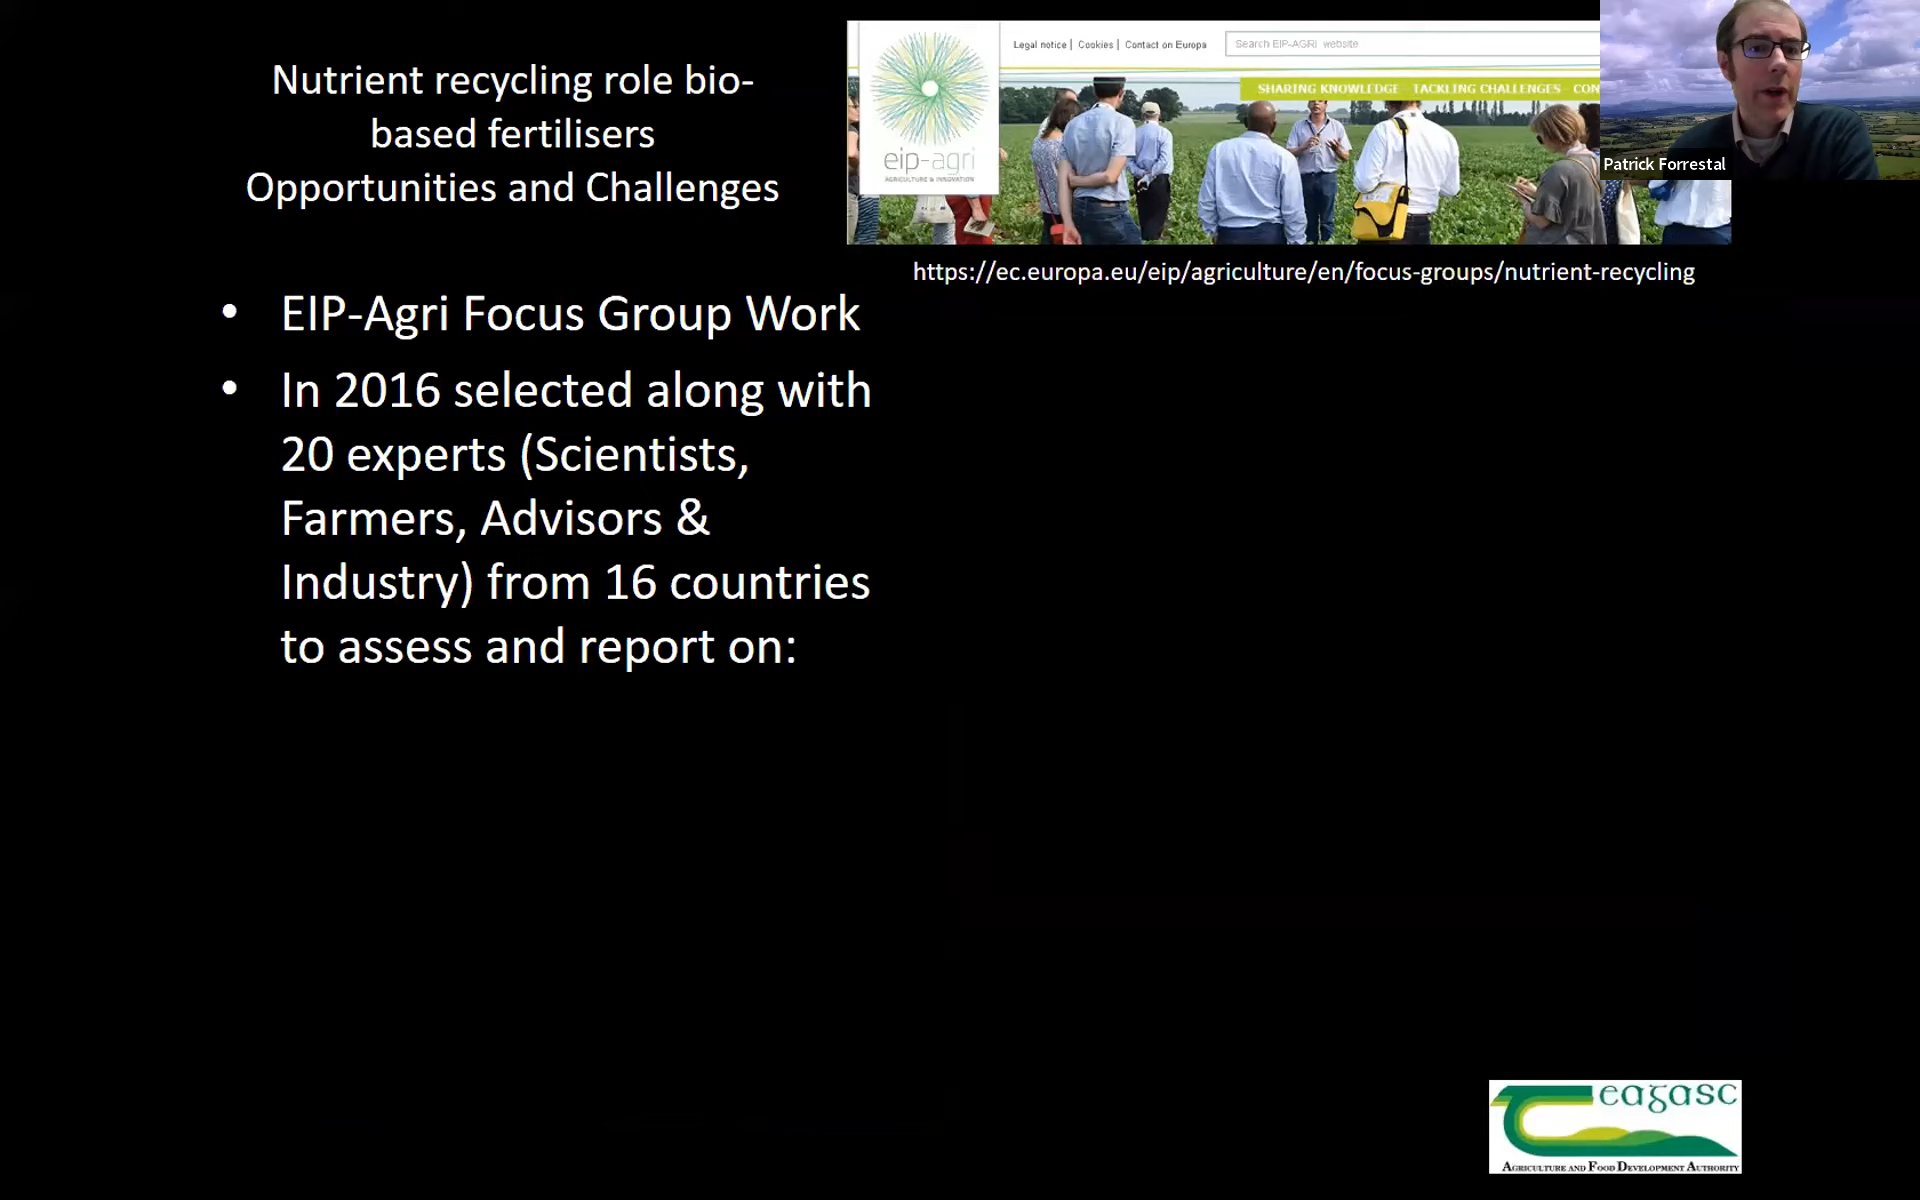 Nutrient recycling role bio-
based fertilisers
Opportunities and Challenges
Legal notice | Cookies | Contact on Europa
Search EIP-AGRI website
SHARING KNOWLEDGE TACKLING CHALLENGES CON
eip-agri
AGRICULTURE & INNOVATION
Patrick Forrestal
https://ec.europa.eu/eip/agriculture/en/focus-groups/nutrient-recycling
• EIP-Agri Focus Group Work
• In 2016 selected along with
20 experts (Scientists,
Farmers, Advisors &
Industry) from 16 countries
to assess and report on:
Teagasc
AGRICULTURE AND FOOD DEVELOPMENT AUTHORITY